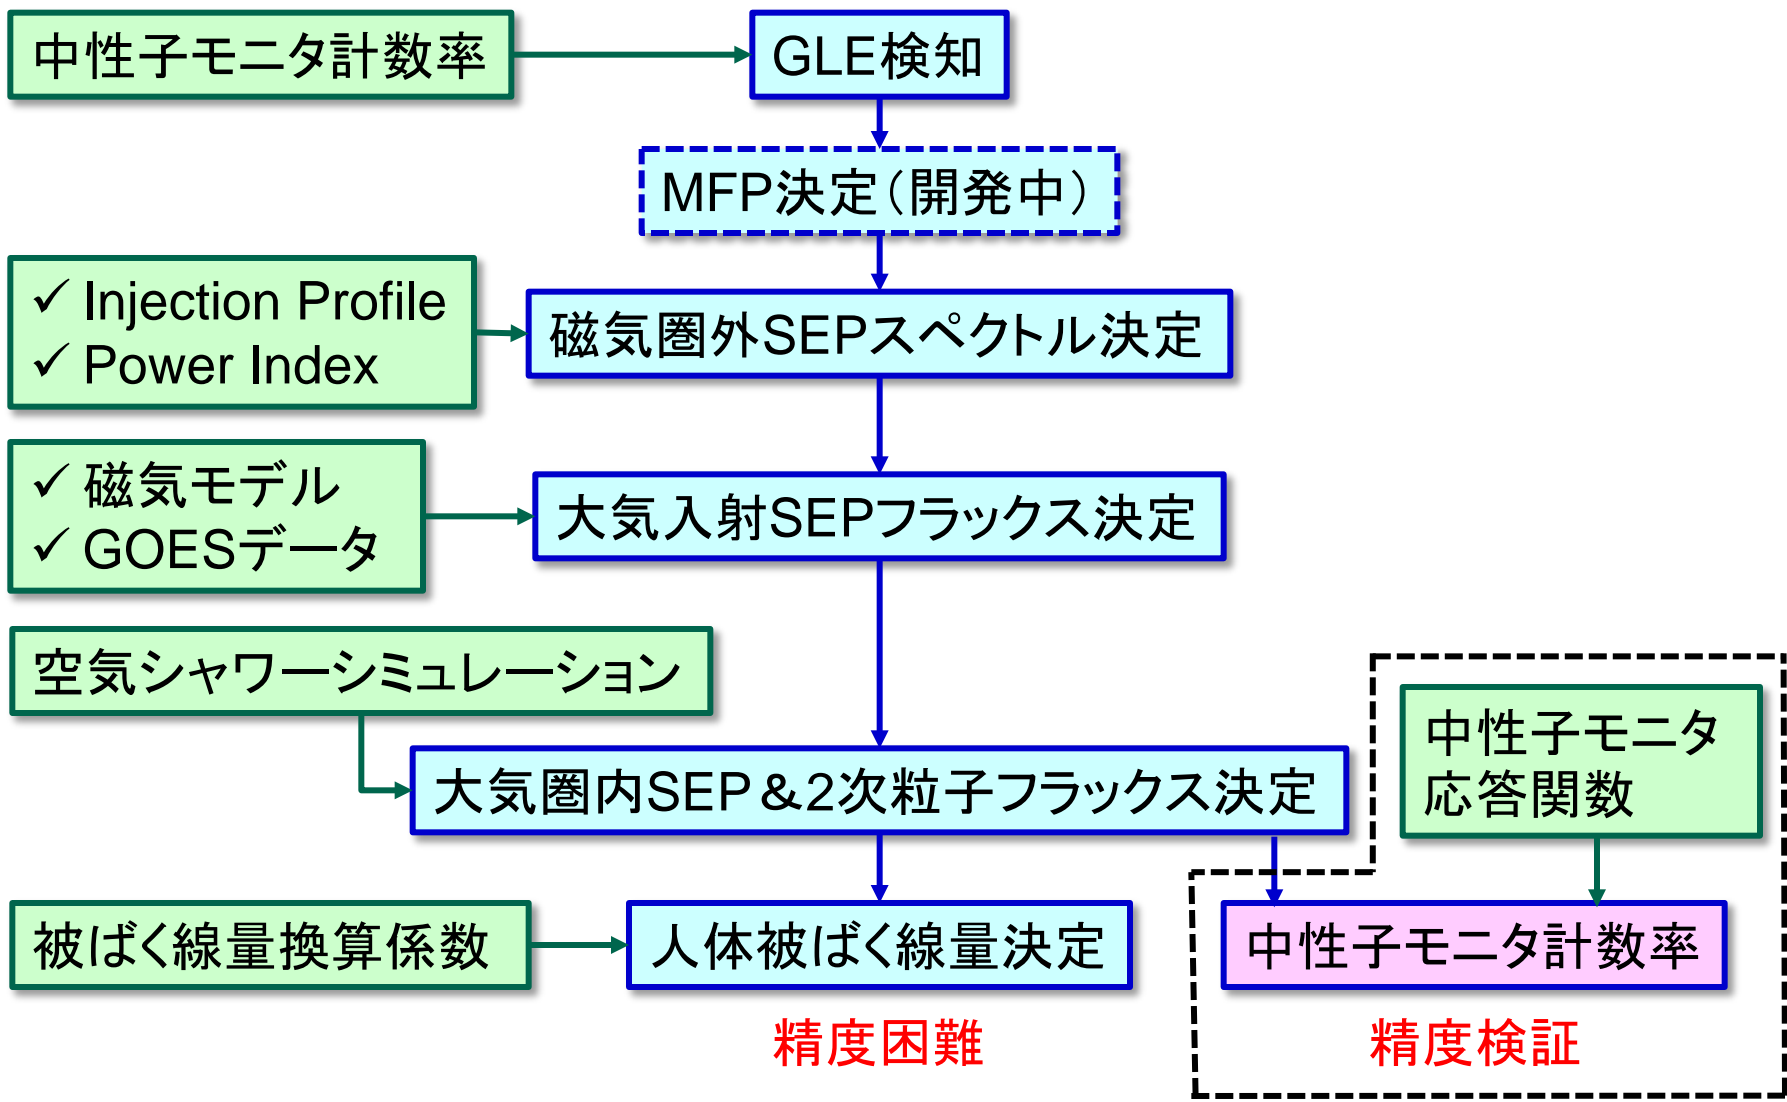 中性子モニタ計数率
GLE検知
MFP決定（開発中）
✓ Injection Profile
✓ Power Index
磁気圏外SEPスペクトル決定
✓ 磁気モデル
✓ GOESデータ
大気入射SEPフラックス決定
空気シャワーシミュレーション
中性子モニタ
応答関数
大気圏内SEP＆2次粒子フラックス決定
被ばく線量換算係数
人体被ばく線量決定
中性子モニタ計数率
精度困難
精度検証